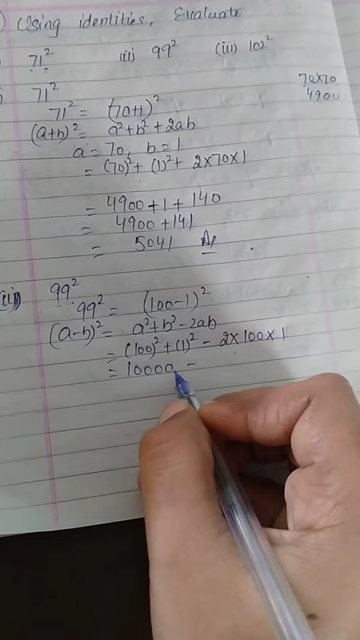 ) Using identities, Evaluate
71² (ii) 99² (iii) 102²
70×70
4900
) 71²
71² = (70+1)²
(a+b)² = a²+b²+2ab
a = 70, b = 1
= (70)² + (1)² + 2×70×1
= 4900 + 1 + 140
= 4900 + 141
= 5041 Ans
(ii) 99²
99² = (100-1)²
(a-b)² = a²+b²-2ab
= (100)² + (1)² - 2×100×1
= 10000 -